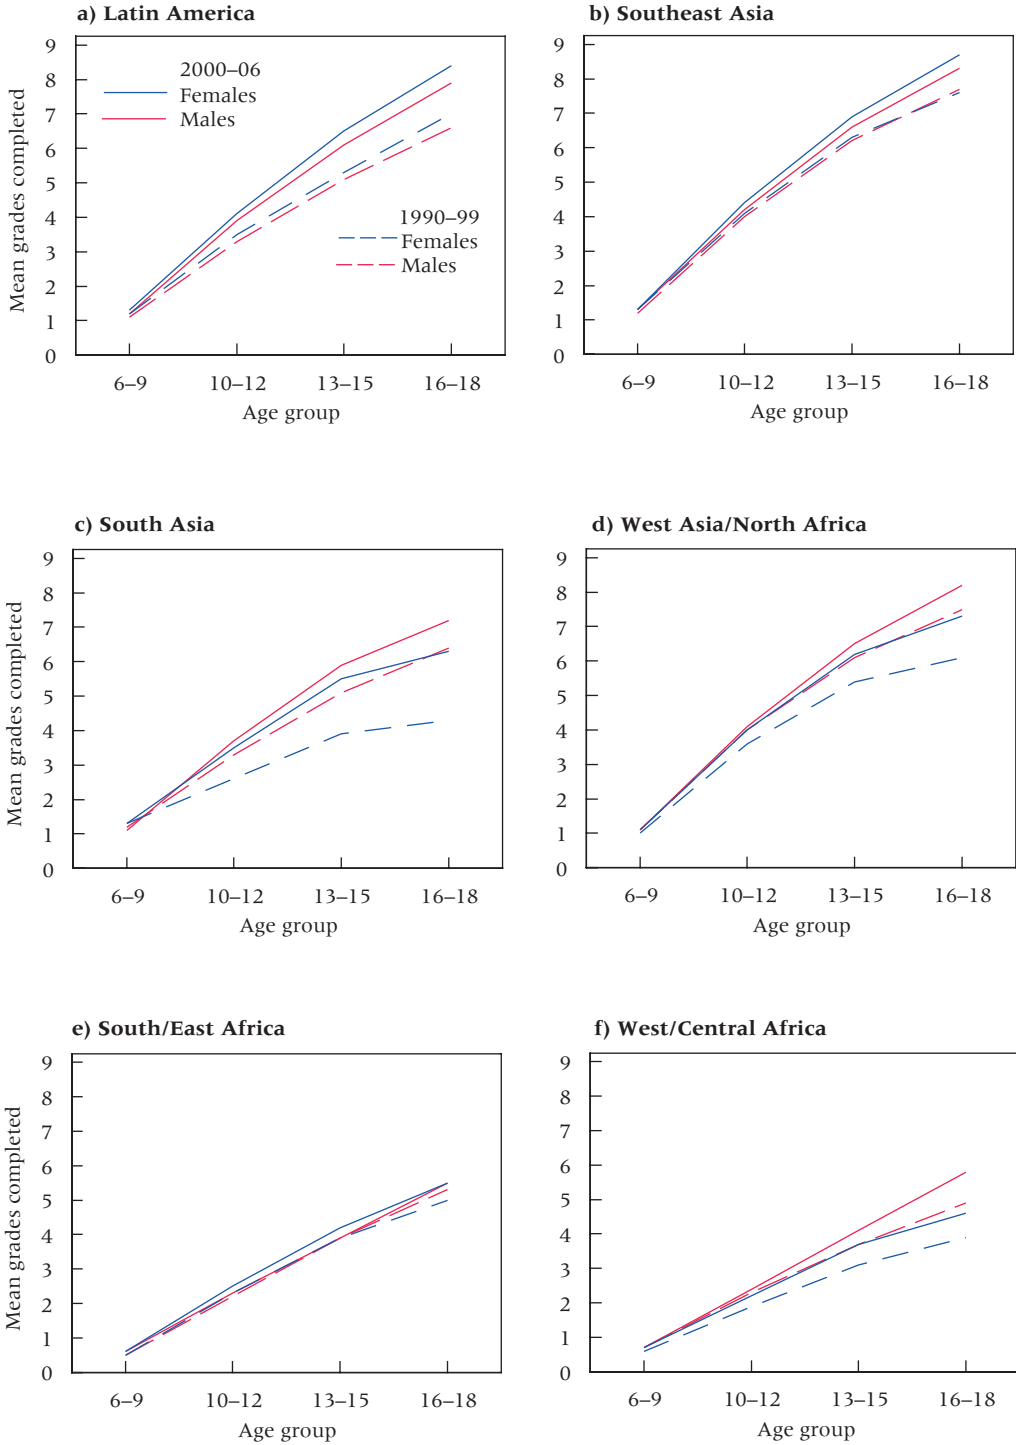 a) Latin America
9
8
7
6
5
4
3
2
1
0
Mean grades completed
2000–06
Females
Males
1990–99
Females
Males
6–9 10–12 13–15 16–18
Age group
b) Southeast Asia
9
8
7
6
5
4
3
2
1
0
6–9 10–12 13–15 16–18
Age group
c) South Asia
9
8
7
6
5
4
3
2
1
0
Mean grades completed
6–9 10–12 13–15 16–18
Age group
d) West Asia/North Africa
9
8
7
6
5
4
3
2
1
0
6–9 10–12 13–15 16–18
Age group
e) South/East Africa
9
8
7
6
5
4
3
2
1
0
Mean grades completed
6–9 10–12 13–15 16–18
Age group
f) West/Central Africa
9
8
7
6
5
4
3
2
1
0
6–9 10–12 13–15 16–18
Age group